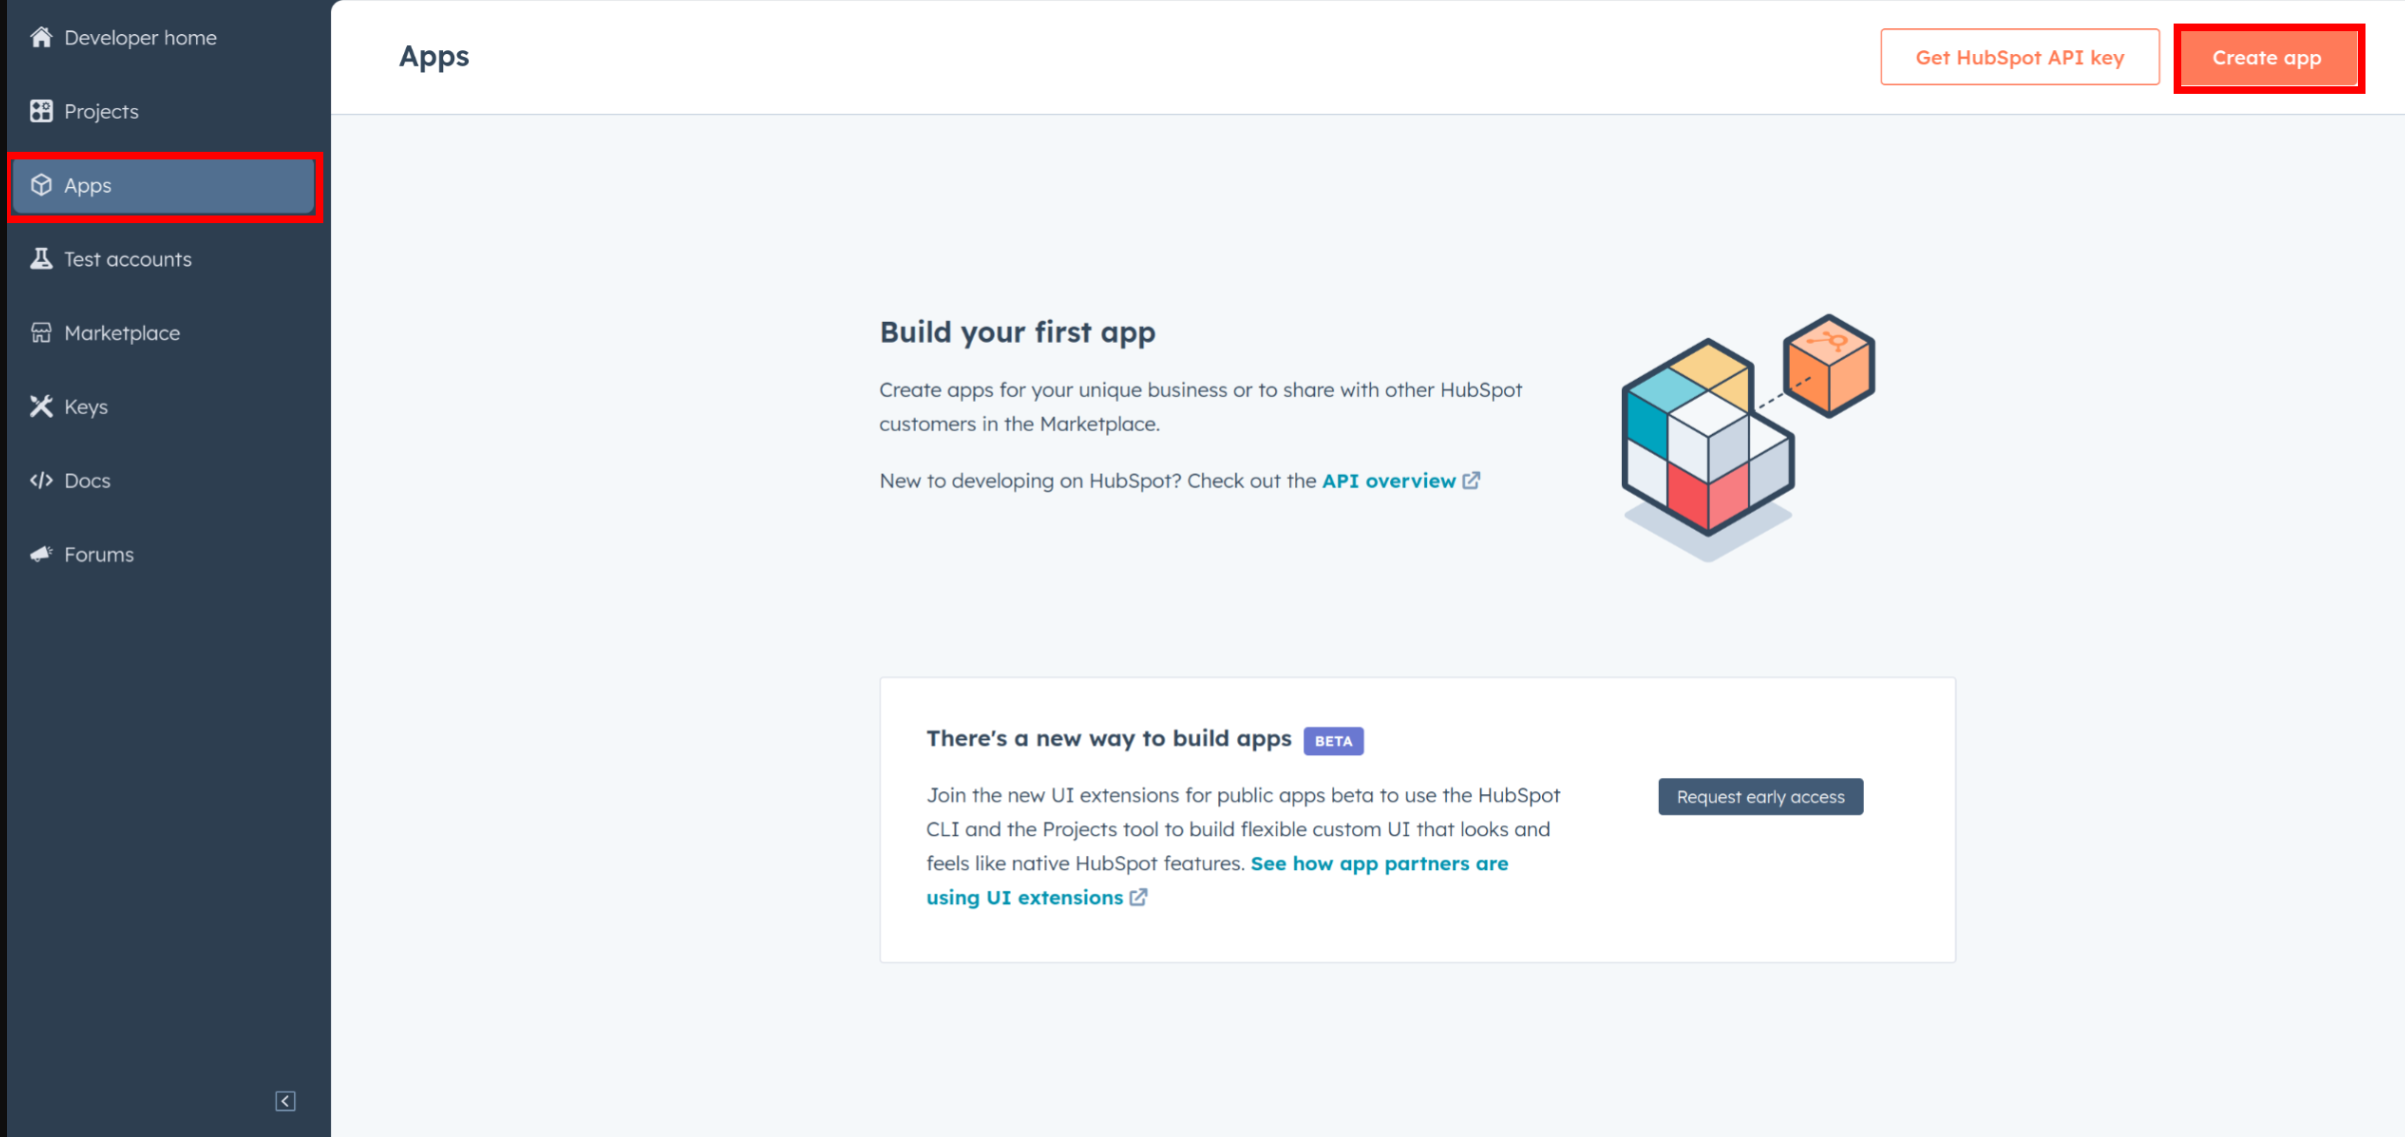 Developer home
Projects
Apps
Test accounts
Marketplace
Keys
Docs
Forums
Apps
Get HubSpot API key
Create app
Build your first app
Create apps for your unique business or to share with other HubSpot
customers in the Marketplace.
New to developing on HubSpot? Check out the API overview
There's a new way to build apps BETA
Join the new UI extensions for public apps beta to use the HubSpot
CLI and the Projects tool to build flexible custom UI that looks and
feels like native HubSpot features. See how app partners are
using UI extensions
Request early access